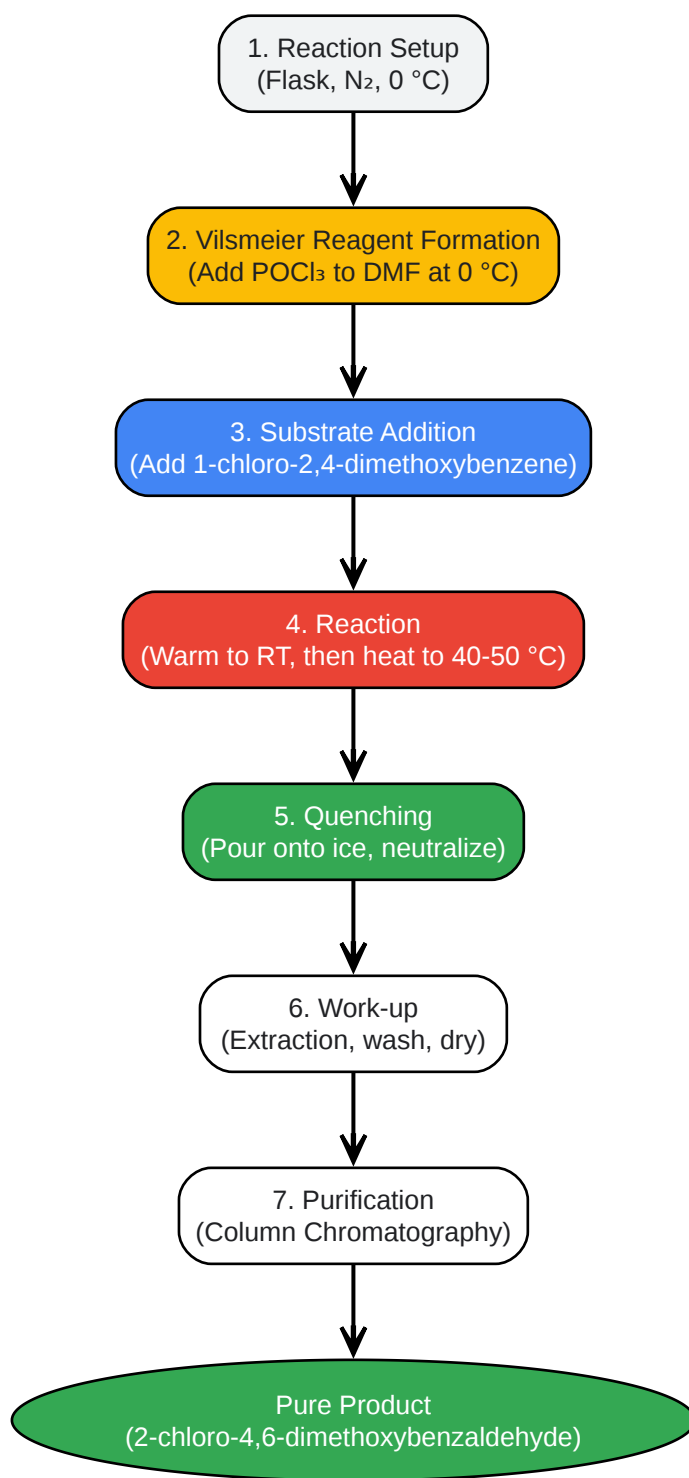 1. Reaction Setup
(Flask, N₂, 0 °C)
2. Vilsmeier Reagent Formation
(Add POCl₃ to DMF at 0 °C)
3. Substrate Addition
(Add 1-chloro-2,4-dimethoxybenzene)
4. Reaction
(Warm to RT, then heat to 40-50 °C)
5. Quenching
(Pour onto ice, neutralize)
6. Work-up
(Extraction, wash, dry)
7. Purification
(Column Chromatography)
Pure Product
(2-chloro-4,6-dimethoxybenzaldehyde)